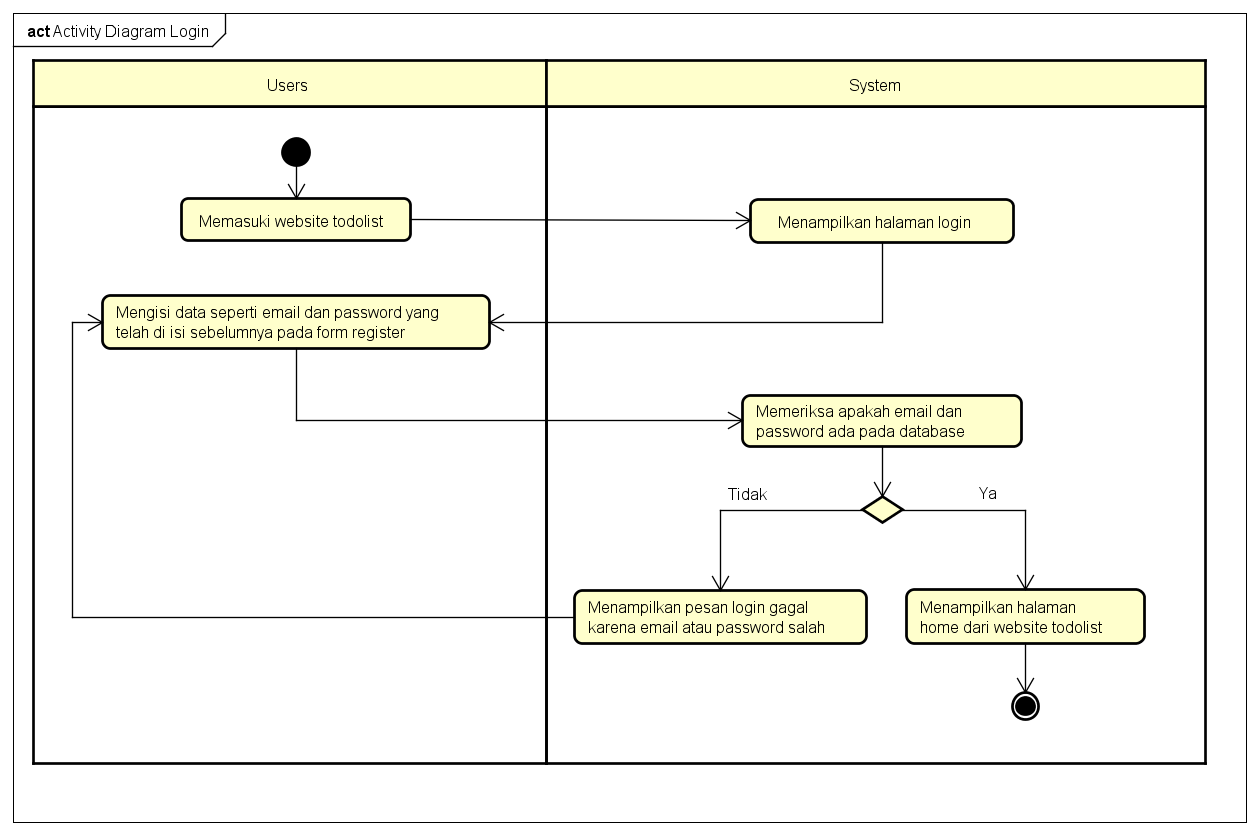 act Activity Diagram Login
Users
System
Memasuki website todolist
Menampilkan halaman login
Mengisi data seperti email dan password yang
telah di isi sebelumnya pada form register
Memeriksa apakah email dan
password ada pada database
Tidak
Ya
Menampilkan pesan login gagal
karena email atau password salah
Menampilkan halaman
home dari website todolist